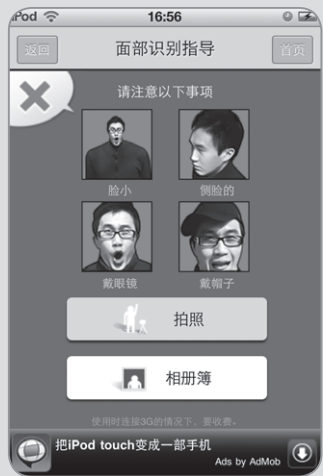 iPod 16:56
返回 面部识别指导 首页
请注意以下事项
脸小 侧脸的
戴眼镜 戴帽子
拍照
相册簿
使用时连接3G的情况下，要收费。
把iPod touch变成一部手机
Ads by AdMob